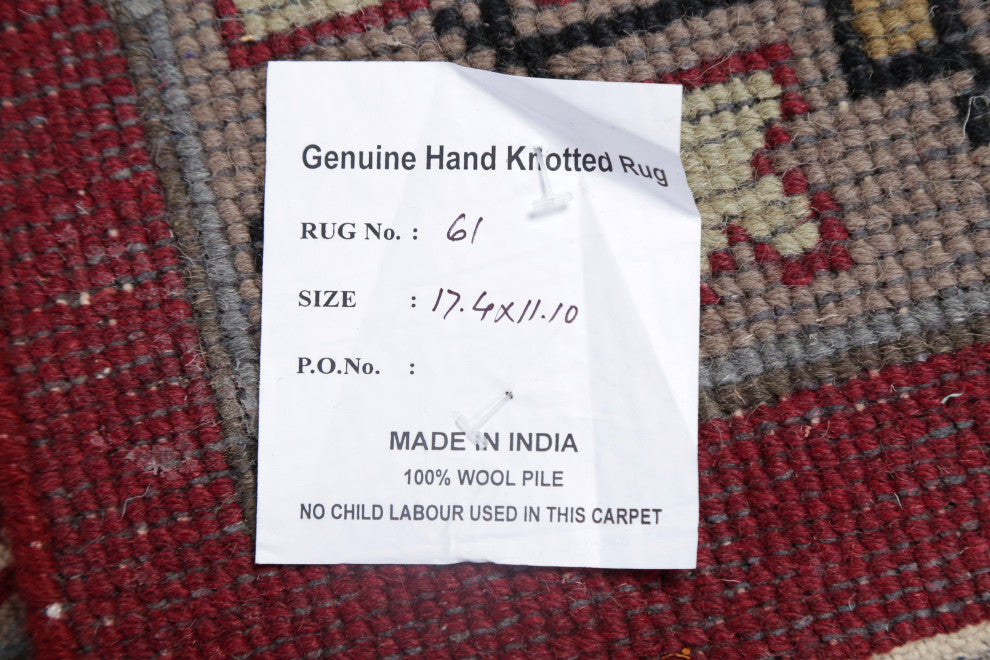 Genuine Hand Knotted Rug
RUG No. : 61
SIZE : 17.4x11.10
P.O.No. :
MADE IN INDIA
100% WOOL PILE
NO CHILD LABOUR USED IN THIS CARPET